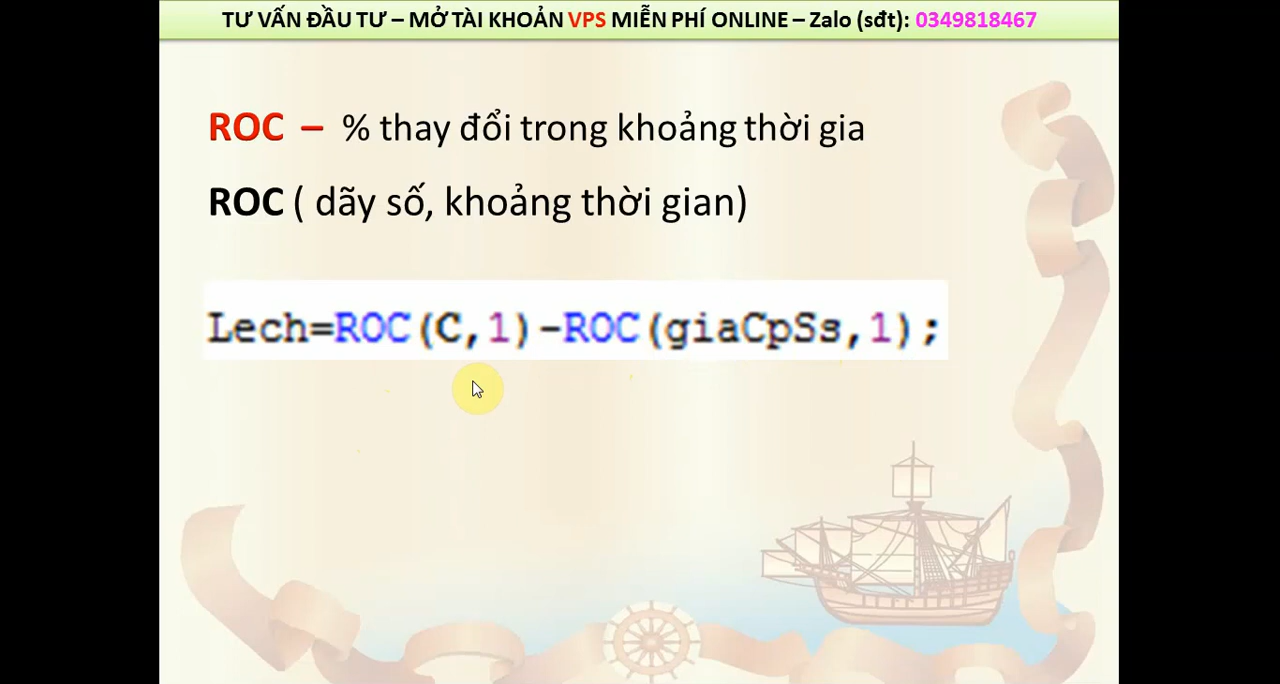 TƯ VẤN ĐẦU TƯ – MỞ TÀI KHOẢN VPS MIỄN PHÍ ONLINE – Zalo (sđt): 0349818467
ROC – % thay đổi trong khoảng thời gia
ROC ( dãy số, khoảng thời gian)
Lech=ROC(C,1)-ROC(giaCpSs,1);